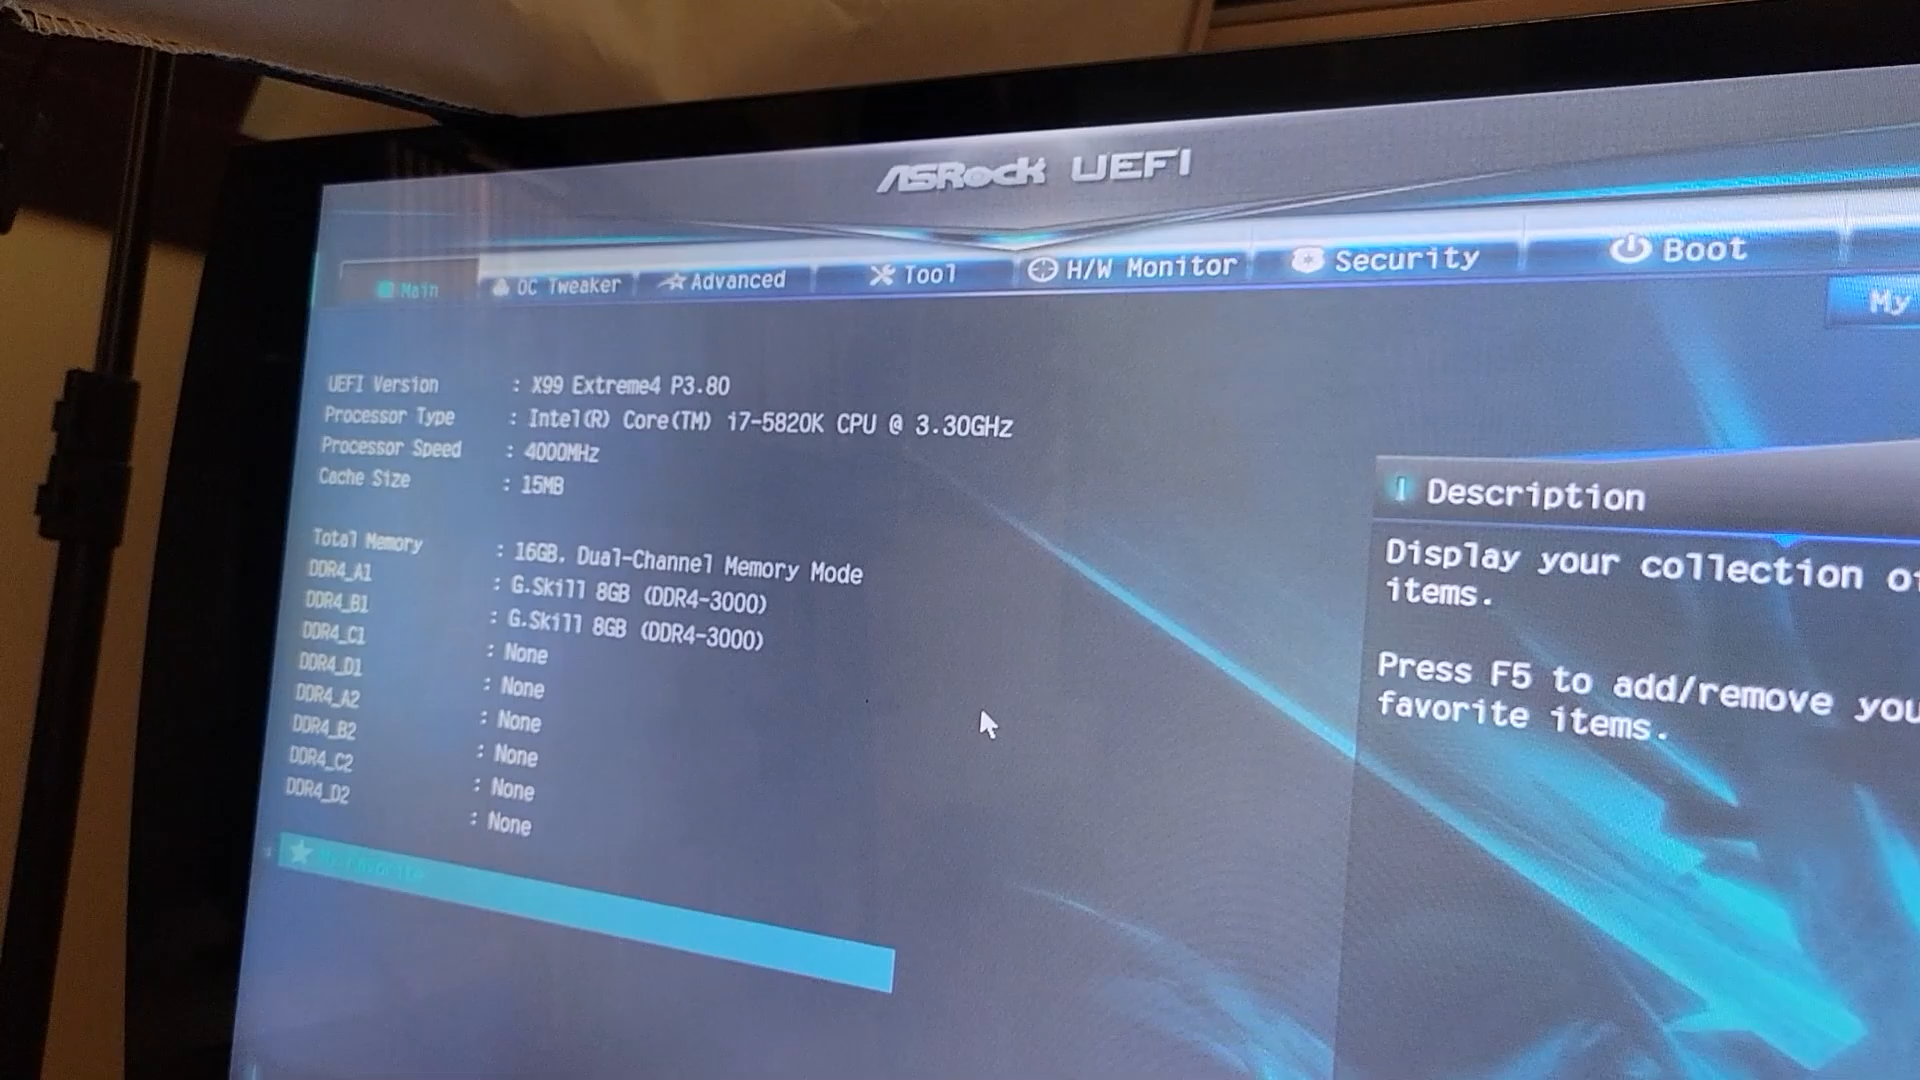 ASRock UEFI
Main OC Tweaker Advanced Tool H/W Monitor Security Boot
My
UEFI Version : X99 Extreme4 P3.80
Processor Type : Intel(R) Core(TM) i7-5820K CPU @ 3.30GHz
Processor Speed : 4000MHz
Cache Size : 15MB
Total Memory : 16GB, Dual-Channel Memory Mode
DDR4_A1 : G.Skill 8GB (DDR4-3000)
DDR4_B1 : G.Skill 8GB (DDR4-3000)
DDR4_C1 : None
DDR4_D1 : None
DDR4_A2 : None
DDR4_B2 : None
DDR4_C2 : None
DDR4_D2 : None
My Favorite
Description
Display your collection of
items.
Press F5 to add/remove you
favorite items.